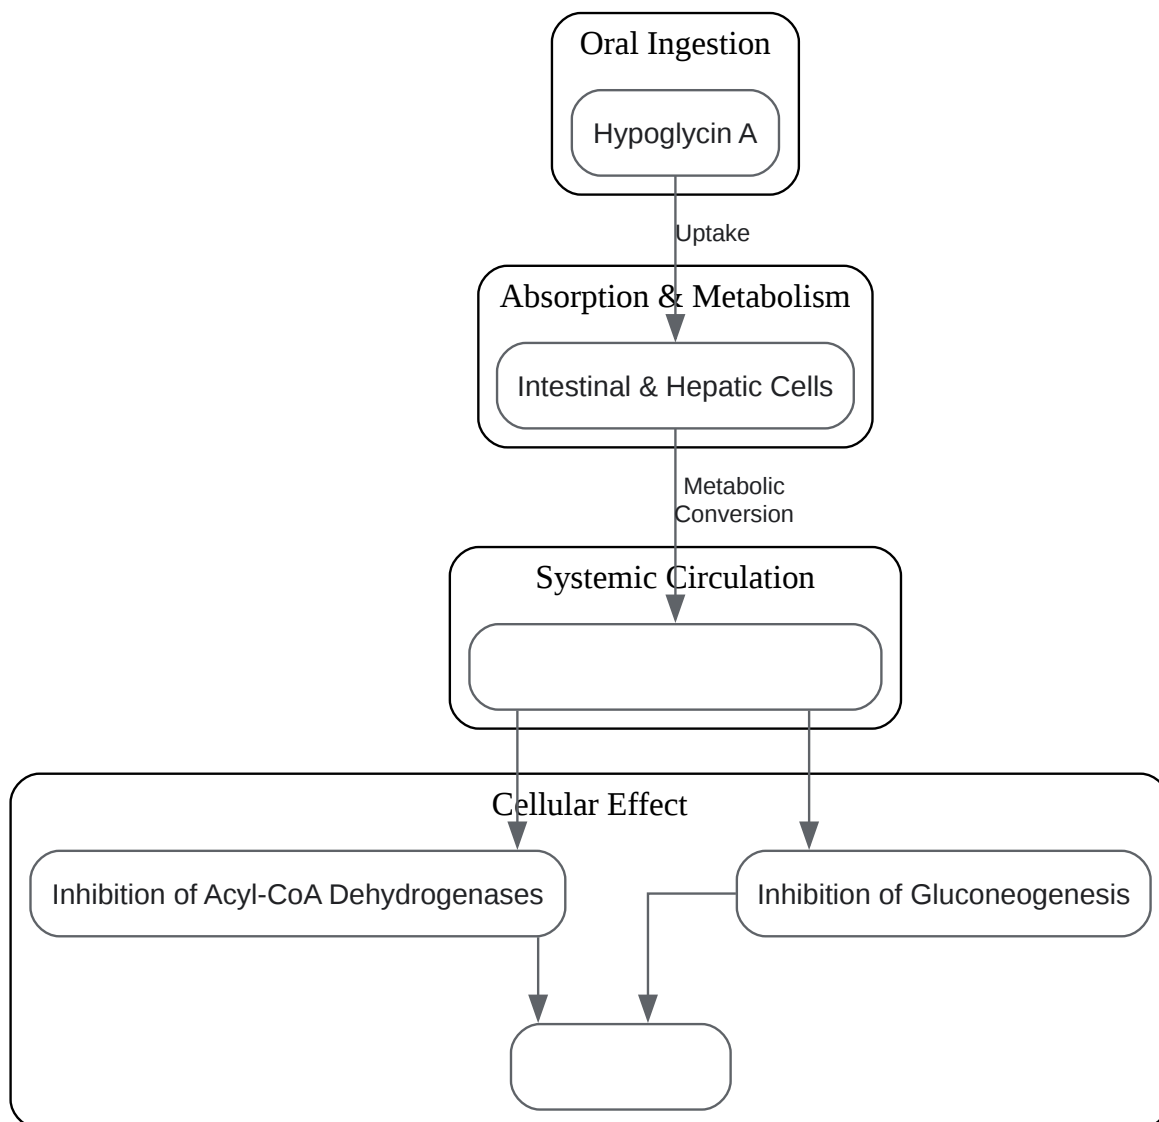 Oral Ingestion
Hypoglycin A
Uptake
Absorption & Metabolism
Intestinal & Hepatic Cells
Metabolic
Conversion
Systemic Circulation
Cellular Effect
Inhibition of Acyl-CoA Dehydrogenases
Inhibition of Gluconeogenesis